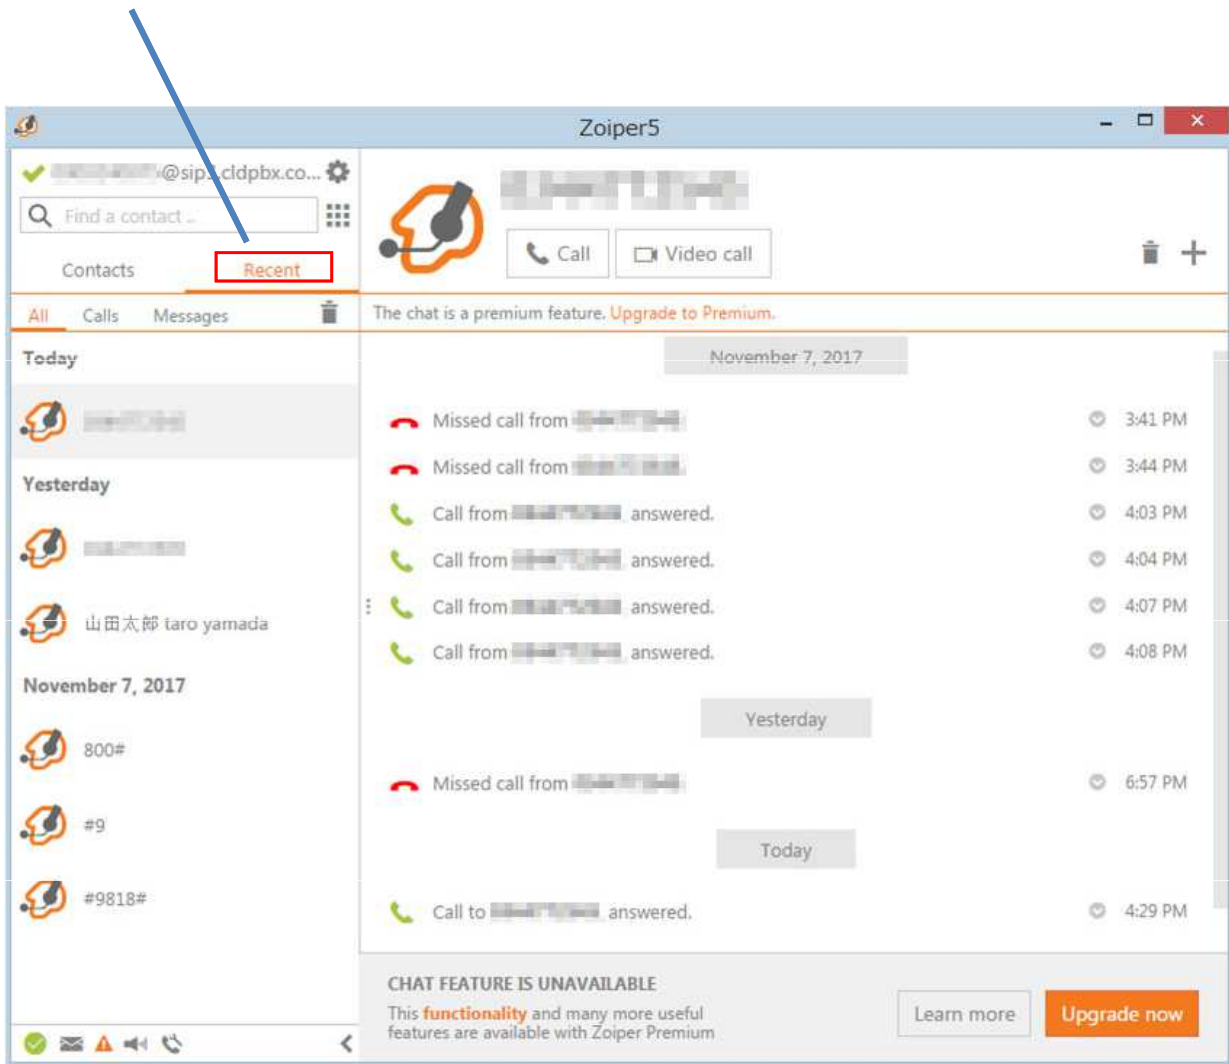 Zoiper5
@sip3.cldpbx.co...
Find a contact ..
Contacts
Recent
All
Calls
Messages
Today
Yesterday
山田太郎 taro yamada
November 7, 2017
800#
#9
#9818#
Call
Video call
The chat is a premium feature. Upgrade to Premium.
November 7, 2017
Missed call from
3:41 PM
Missed call from
3:44 PM
Call from answered.
4:03 PM
Call from answered.
4:04 PM
Call from answered.
4:07 PM
Call from answered.
4:08 PM
Yesterday
Missed call from
6:57 PM
Today
Call to answered.
4:29 PM
CHAT FEATURE IS UNAVAILABLE
This functionality and many more useful
features are available with Zoiper Premium
Learn more
Upgrade now